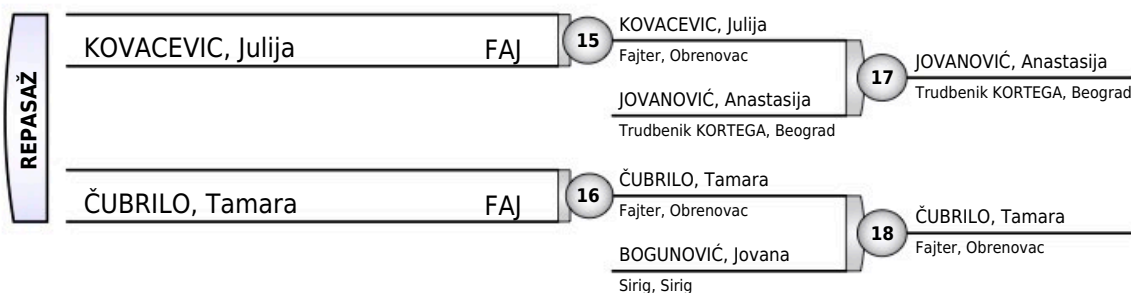 REPASAŽ
KOVACEVIC, Julija FAJ
15
KOVACEVIC, Julija
Fajter, Obrenovac
JOVANOVIĆ, Anastasija
Trudbenik KORTEGA, Beograd
17
JOVANOVIĆ, Anastasija
Trudbenik KORTEGA, Beograd
ČUBRILO, Tamara FAJ
16
ČUBRILO, Tamara
Fajter, Obrenovac
BOGUNOVIĆ, Jovana
Sirig, Sirig
18
ČUBRILO, Tamara
Fajter, Obrenovac